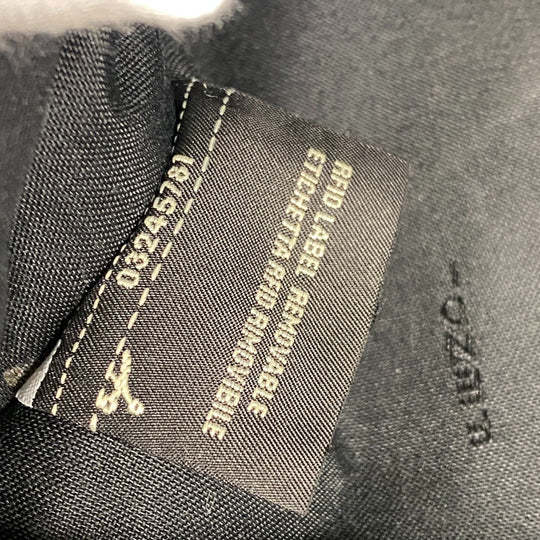 RFID LABEL REMOVABLE
ETICHETTA RFID RIMOVIBILE
03245781